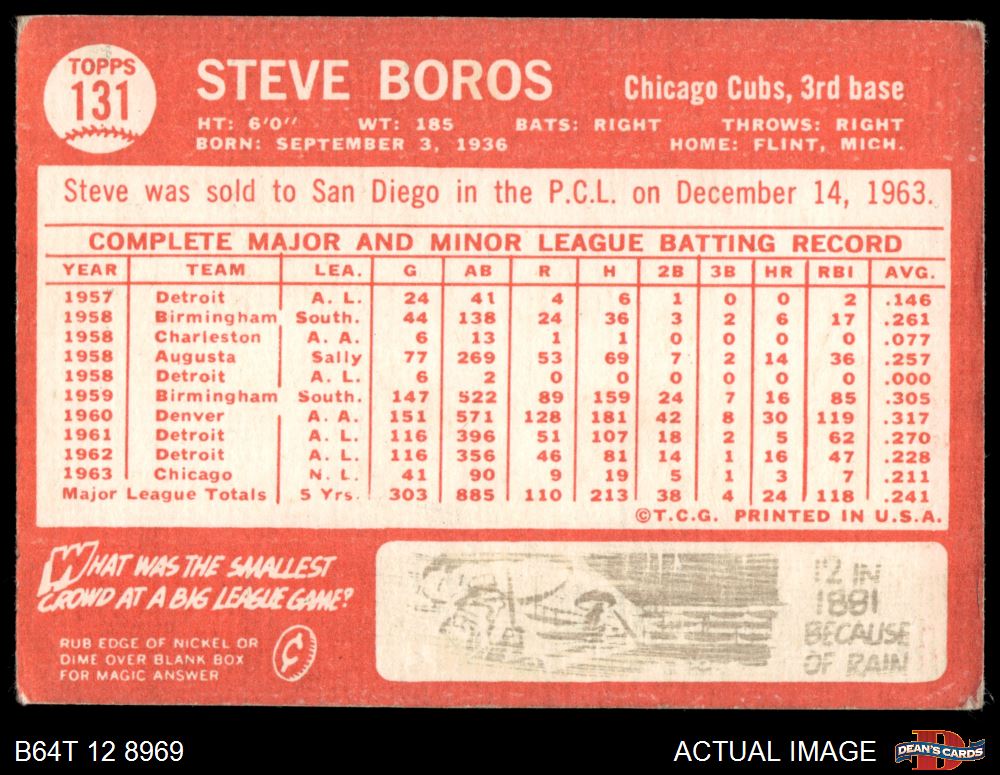 TOPPS
131
STEVE BOROS
Chicago Cubs, 3rd base
HT: 6'0" WT: 185 BATS: RIGHT THROWS: RIGHT
BORN: SEPTEMBER 3, 1936 HOME: FLINT, MICH.
Steve was sold to San Diego in the P.C.L. on December 14, 1963.
COMPLETE MAJOR AND MINOR LEAGUE BATTING RECORD
YEAR TEAM LEA. G AB R H 2B 3B HR RBI AVG.
1957 Detroit A. L. 24 41 4 6 1 0 0 2 .146
1958 Birmingham South. 44 138 24 36 3 2 6 17 .261
1958 Charleston A. A. 6 13 1 1 0 0 0 0 .077
1958 Augusta Sally 77 269 53 69 7 2 14 36 .257
1958 Detroit A. L. 6 2 0 0 0 0 0 0 .000
1959 Birmingham South. 147 522 89 159 24 7 16 85 .305
1960 Denver A. A. 151 571 128 181 42 8 30 119 .317
1961 Detroit A. L. 116 396 51 107 18 2 5 62 .270
1962 Detroit A. L. 116 356 46 81 14 1 16 47 .228
1963 Chicago N. L. 41 90 9 19 5 1 3 7 .211
Major League Totals 5 Yrs. 303 885 110 213 38 4 24 118 .241
©T.C.G. PRINTED IN U.S.A.
WHAT WAS THE SMALLEST
CROWD AT A BIG LEAGUE GAME?
RUB EDGE OF NICKEL OR
DIME OVER BLANK BOX
FOR MAGIC ANSWER
12 IN
1881
BECAUSE
OF RAIN
B64T 12 8969
ACTUAL IMAGE
DEAN'S CARDS